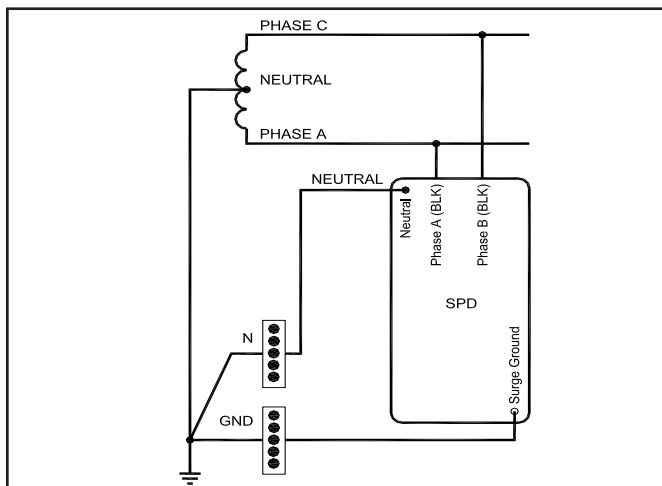 PHASE C
NEUTRAL
PHASE A
NEUTRAL
Neutral
Phase A (BLK)
Phase B (BLK)
SPD
Surge Ground
N
GND